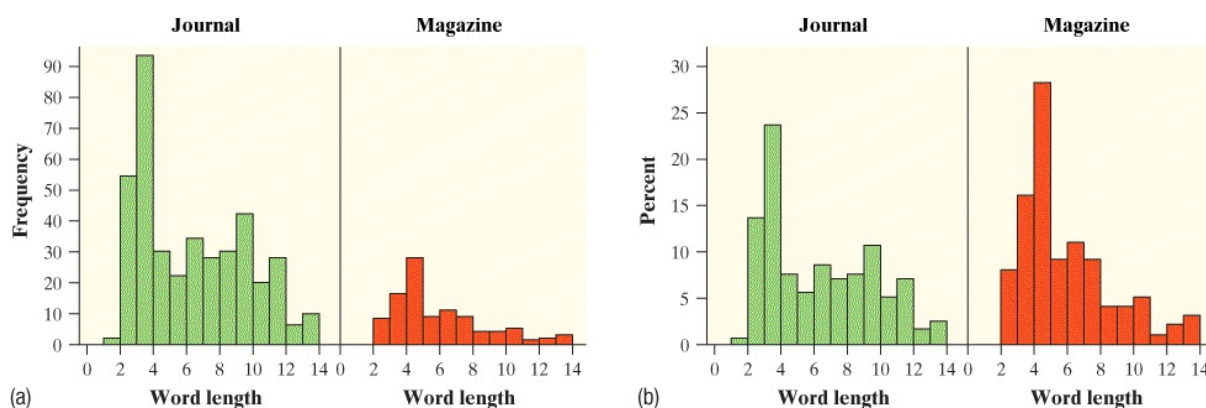 Journal Magazine
90
80
70
60
50
40
30
20
10
0
Frequency
0 2 4 6 8 10 12 14 0 2 4 6 8 10 12 14
Word length Word length
(a)
Journal Magazine
30
25
20
15
10
5
0
Percent
0 2 4 6 8 10 12 14 0 2 4 6 8 10 12 14
Word length Word length
(b)